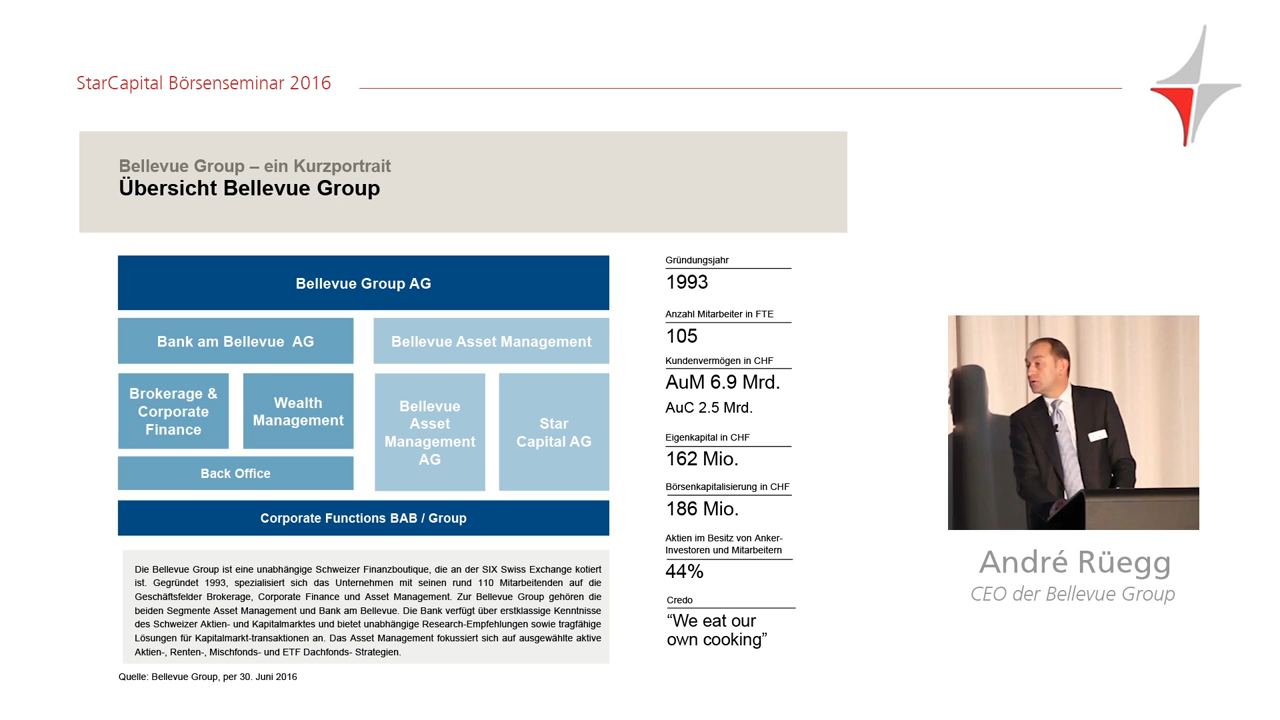 StarCapital Börsenseminar 2016
Bellevue Group – ein Kurzportrait
Übersicht Bellevue Group
Bellevue Group AG
Bank am Bellevue AG
Bellevue Asset Management
Brokerage &
Corporate
Finance
Wealth
Management
Bellevue
Asset
Management
AG
Star
Capital AG
Back Office
Corporate Functions BAB / Group
Die Bellevue Group ist eine unabhängige Schweizer Finanzboutique, die an der SIX Swiss Exchange kotiert
ist. Gegründet 1993, spezialisiert sich das Unternehmen mit seinen rund 110 Mitarbeitenden auf die
Geschäftsfelder Brokerage, Corporate Finance und Asset Management. Zur Bellevue Group gehören die
beiden Segmente Asset Management und Bank am Bellevue. Die Bank verfügt über erstklassige Kenntnisse
des Schweizer Aktien- und Kapitalmarktes und bietet unabhängige Research-Empfehlungen sowie tragfähige
Lösungen für Kapitalmarkt-transaktionen an. Das Asset Management fokussiert sich auf ausgewählte aktive
Aktien-, Renten-, Mischfonds- und ETF Dachfonds- Strategien.
Quelle: Bellevue Group, per 30. Juni 2016
Gründungsjahr
1993
Anzahl Mitarbeiter in FTE
105
Kundenvermögen in CHF
AuM 6.9 Mrd.
AuC 2.5 Mrd.
Eigenkapital in CHF
162 Mio.
Börsenkapitalisierung in CHF
186 Mio.
Aktien im Besitz von Anker-
Investoren und Mitarbeitern
44%
Credo
“We eat our
own cooking”
André Rüegg
CEO der Bellevue Group